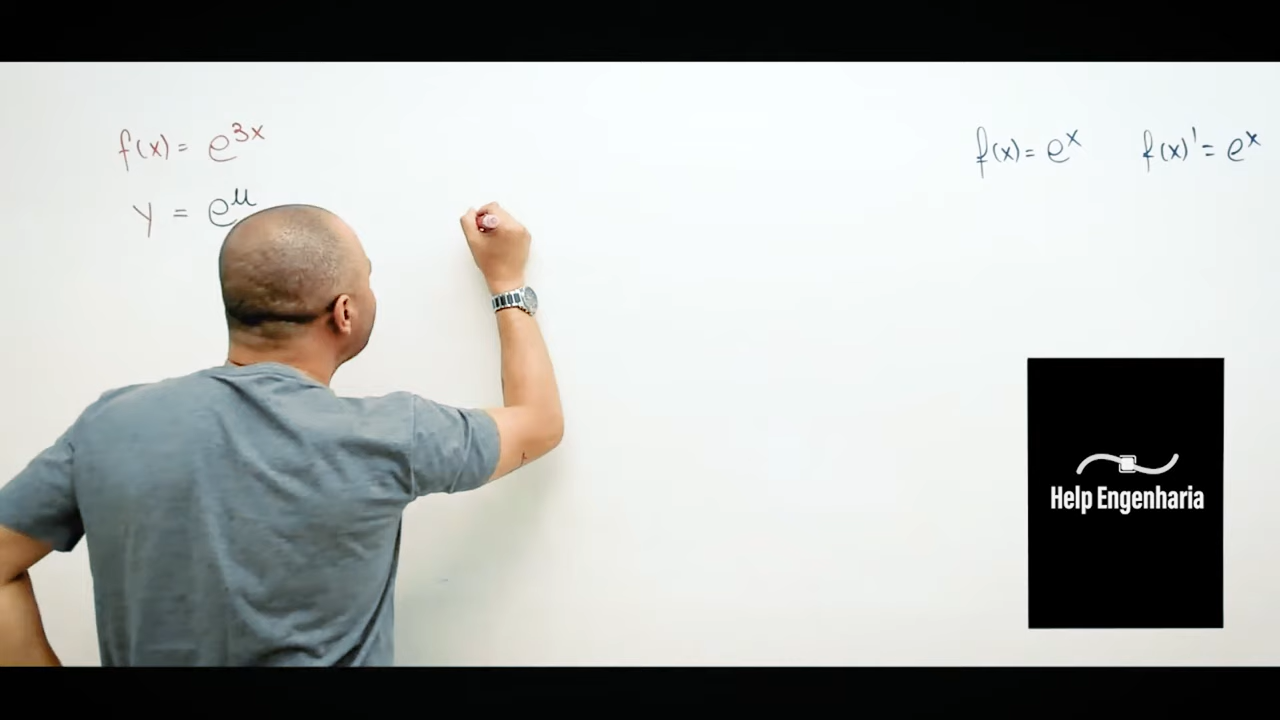 f(x) = e^3x
y = e^u
f(x) = e^x f(x)' = e^x
Help Engenharia